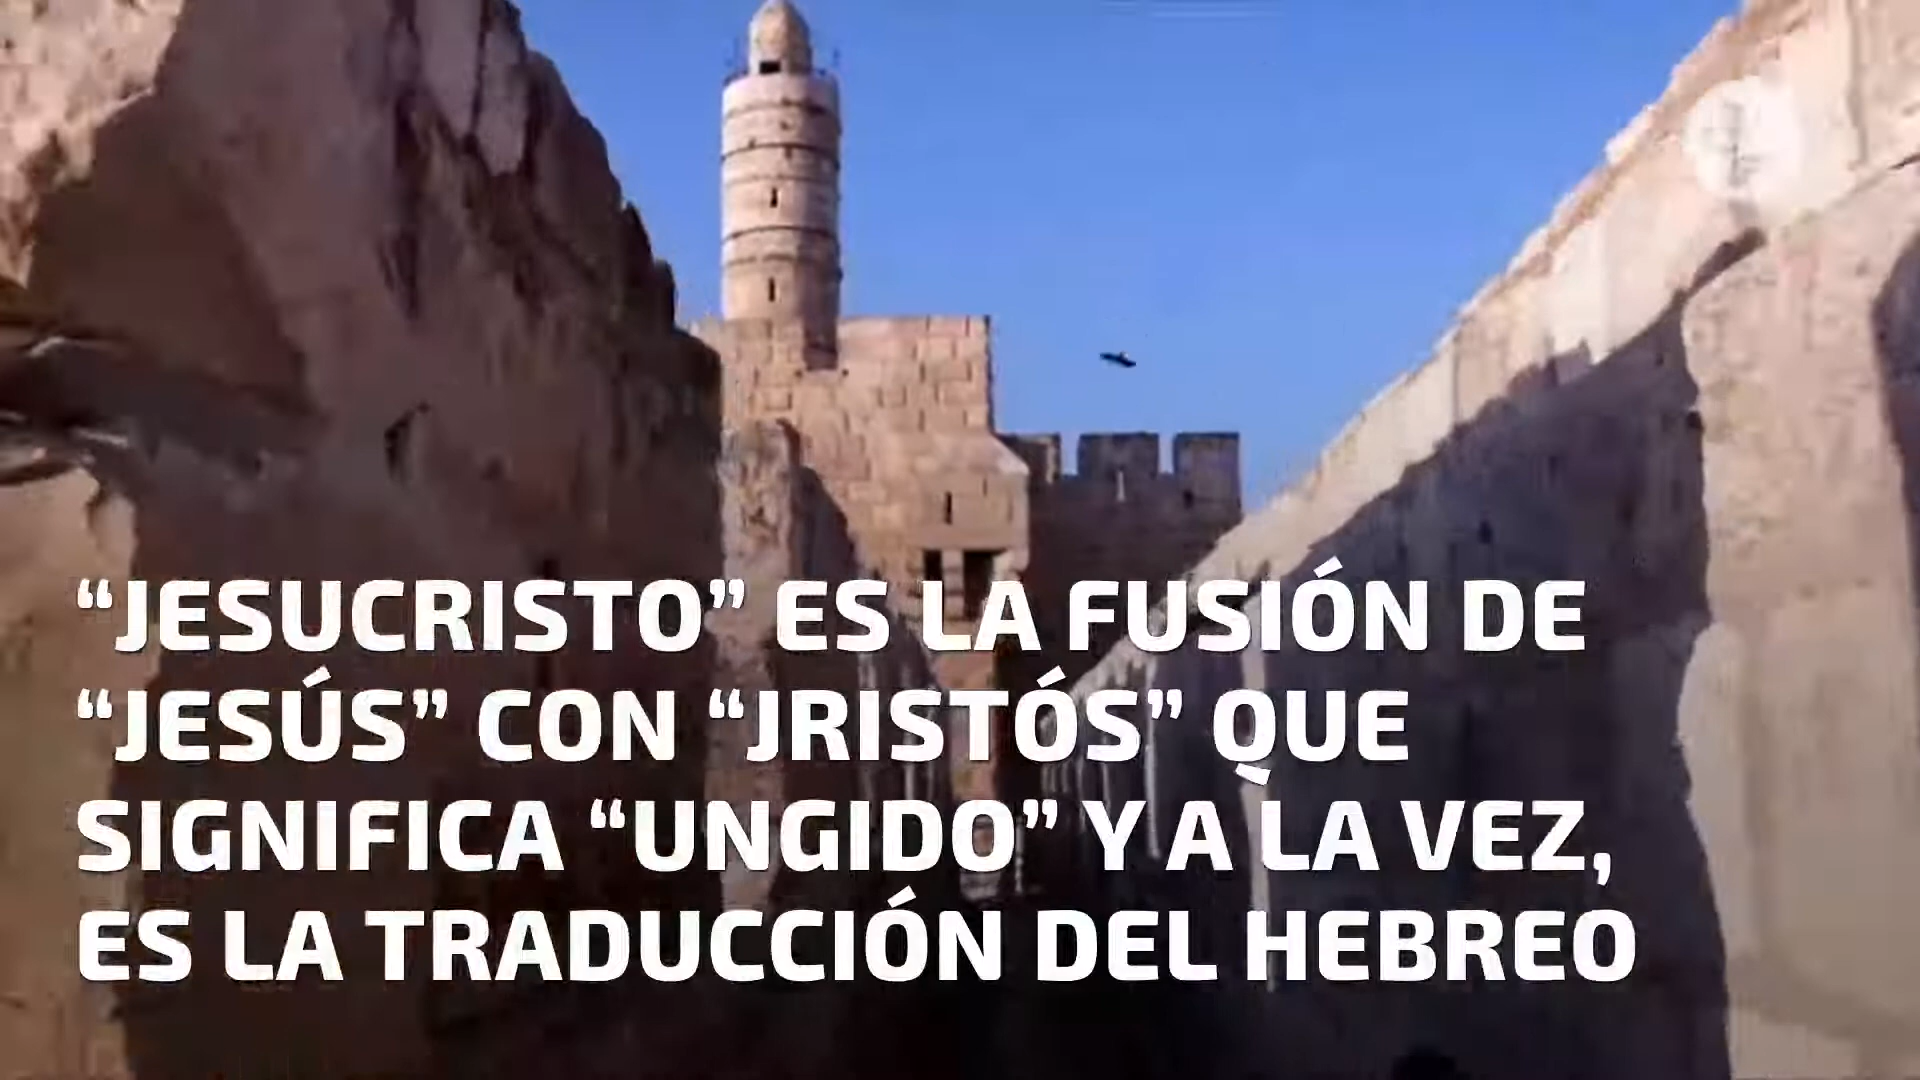 “JESUCRISTO” ES LA FUSIÓN DE
“JESÚS” CON “JRISTÓS” QUE
SIGNIFICA “UNGIDO” Y A LA VEZ,
ES LA TRADUCCIÓN DEL HEBREO